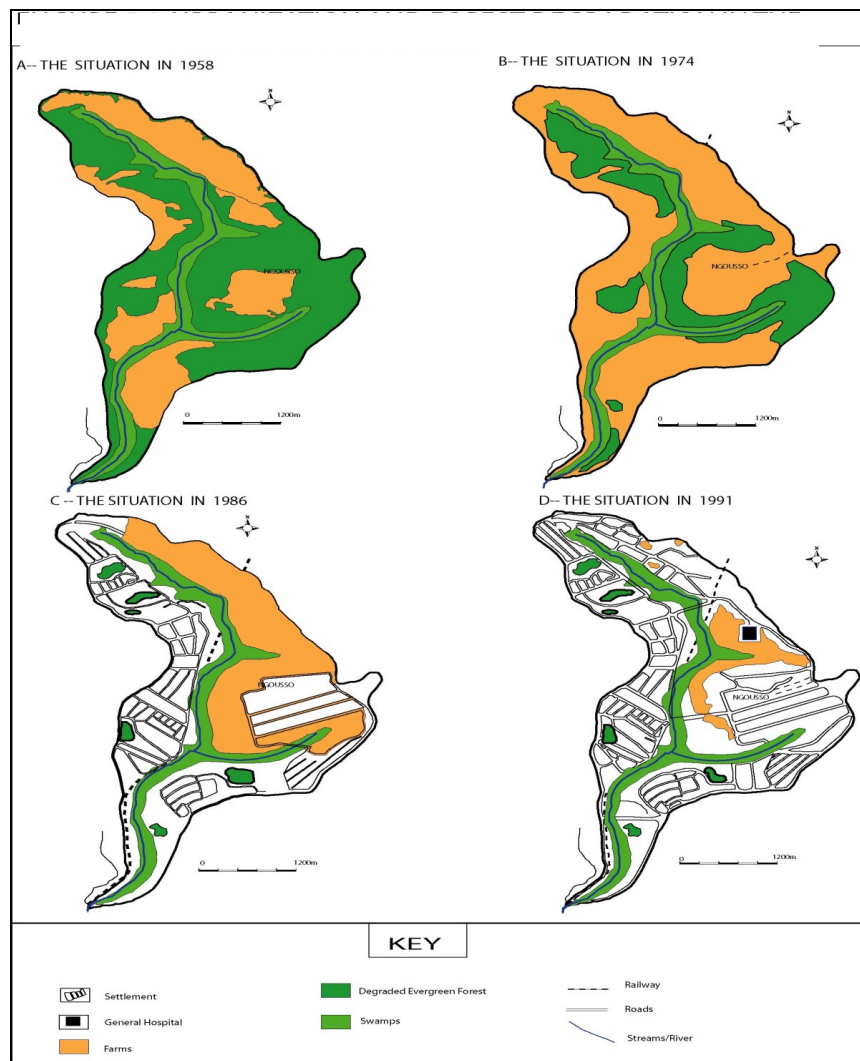 A-- THE SITUATION IN 1958
B-- THE SITUATION IN 1974
N
N
NGOUSSO
NGOUSSO
0 1200m
0 1200m
C -- THE SITUATION IN 1986
D-- THE SITUATION IN 1991
N
N
NGOUSSO
NGOUSSO
0 1200m
0 1200m
KEY
Settlement
General Hospital
Farms
Degraded Evergreen Forest
Swamps
Railway
Roads
Streams/River